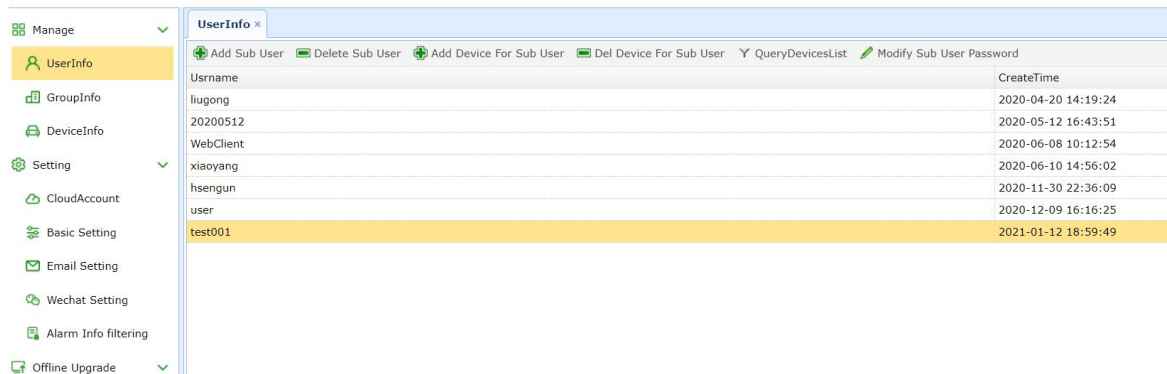 Manage
UserInfo
GroupInfo
DeviceInfo
Setting
CloudAccount
Basic Setting
Email Setting
Wechat Setting
Alarm Info filtering
Offline Upgrade
UserInfo ×
Add Sub User Delete Sub User Add Device For Sub User Del Device For Sub User QueryDevicesList Modify Sub User Password
Usrname CreateTime
liugong 2020-04-20 14:19:24
20200512 2020-05-12 16:43:51
WebClient 2020-06-08 10:12:54
xiaoyang 2020-06-10 14:56:02
hsengun 2020-11-30 22:36:09
user 2020-12-09 16:16:25
test001 2021-01-12 18:59:49